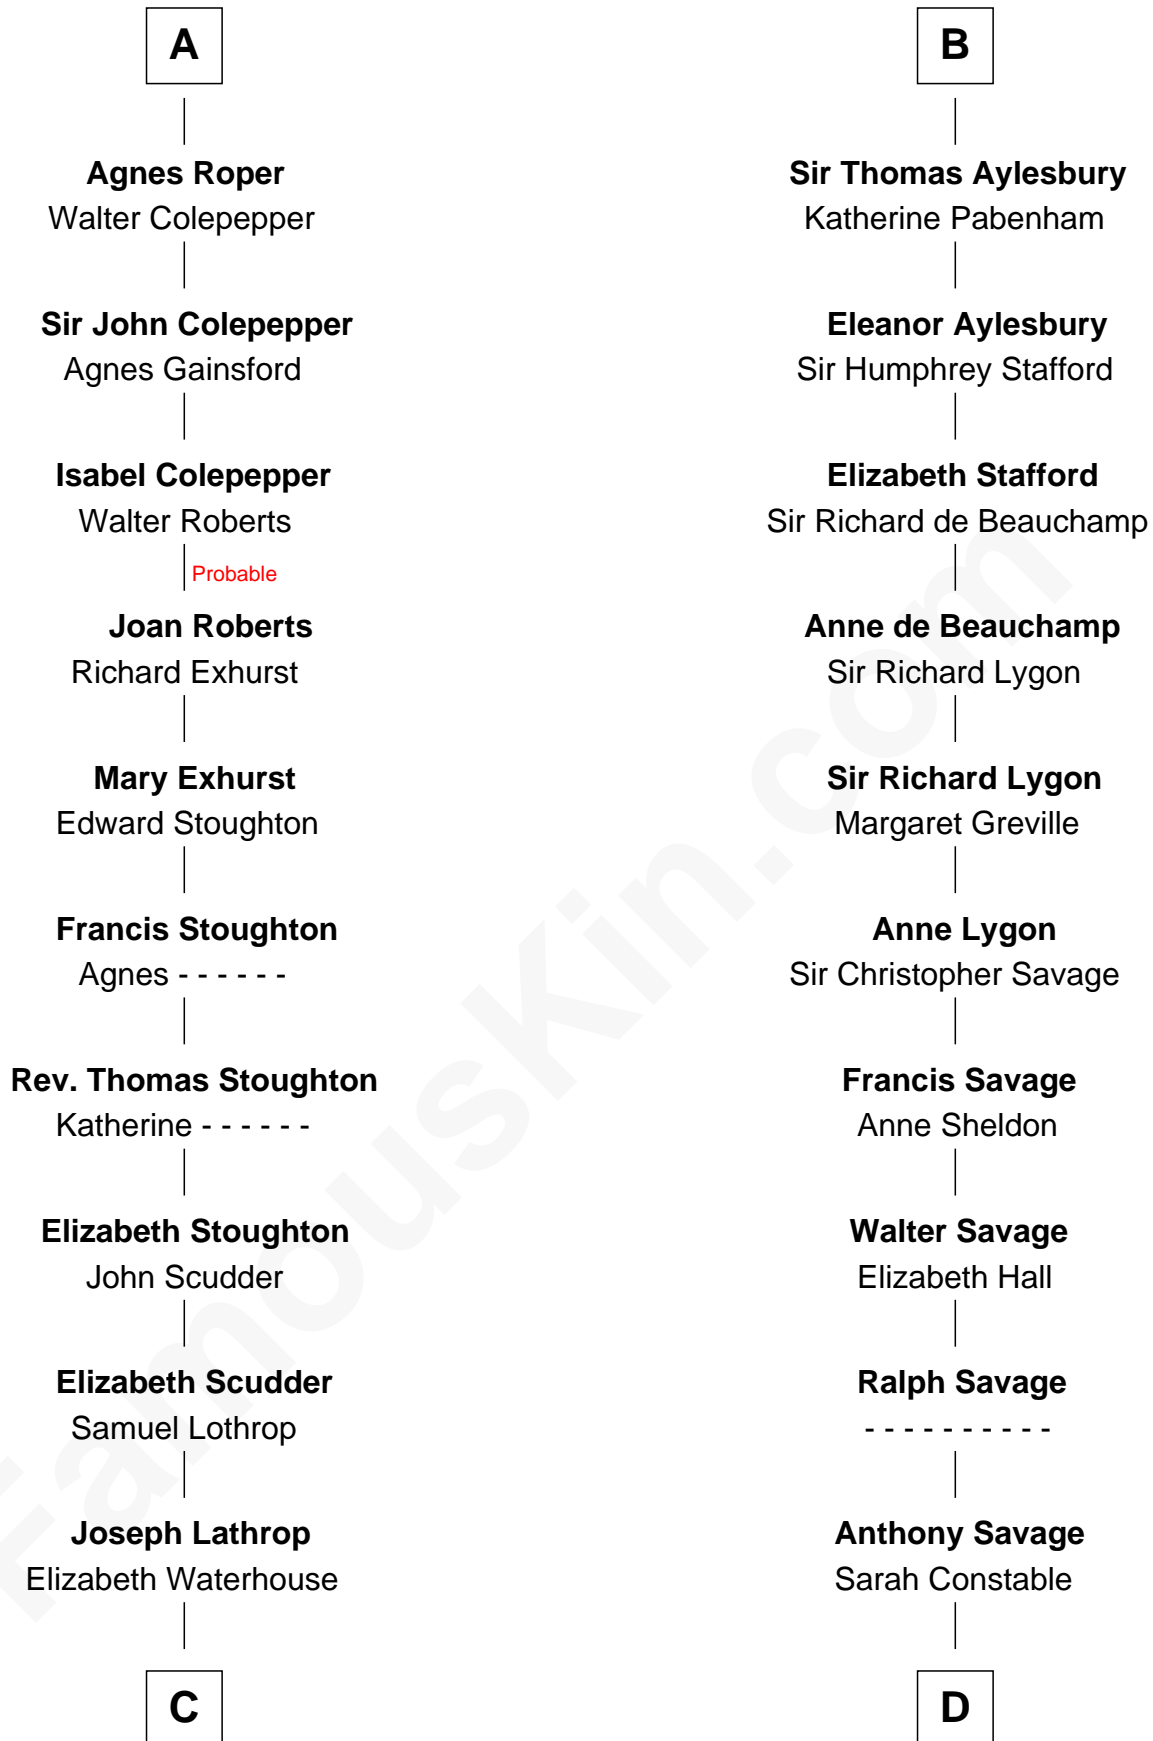 A
Agnes Roper
Walter Colepepper
Sir John Colepepper
Agnes Gainsford
Isabel Colepepper
Walter Roberts
Probable
Joan Roberts
Richard Exhurst
Mary Exhurst
Edward Stoughton
Francis Stoughton
Agnes - - - - - -
Rev. Thomas Stoughton
Katherine - - - - - -
Elizabeth Stoughton
John Scudder
Elizabeth Scudder
Samuel Lothrop
Joseph Lathrop
Elizabeth Waterhouse
C
B
Sir Thomas Aylesbury
Katherine Pabenham
Eleanor Aylesbury
Sir Humphrey Stafford
Elizabeth Stafford
Sir Richard de Beauchamp
Anne de Beauchamp
Sir Richard Lygon
Sir Richard Lygon
Margaret Greville
Anne Lygon
Sir Christopher Savage
Francis Savage
Anne Sheldon
Walter Savage
Elizabeth Hall
Ralph Savage
- - - - - - - - - -
Anthony Savage
Sarah Constable
D
FamousKin.com